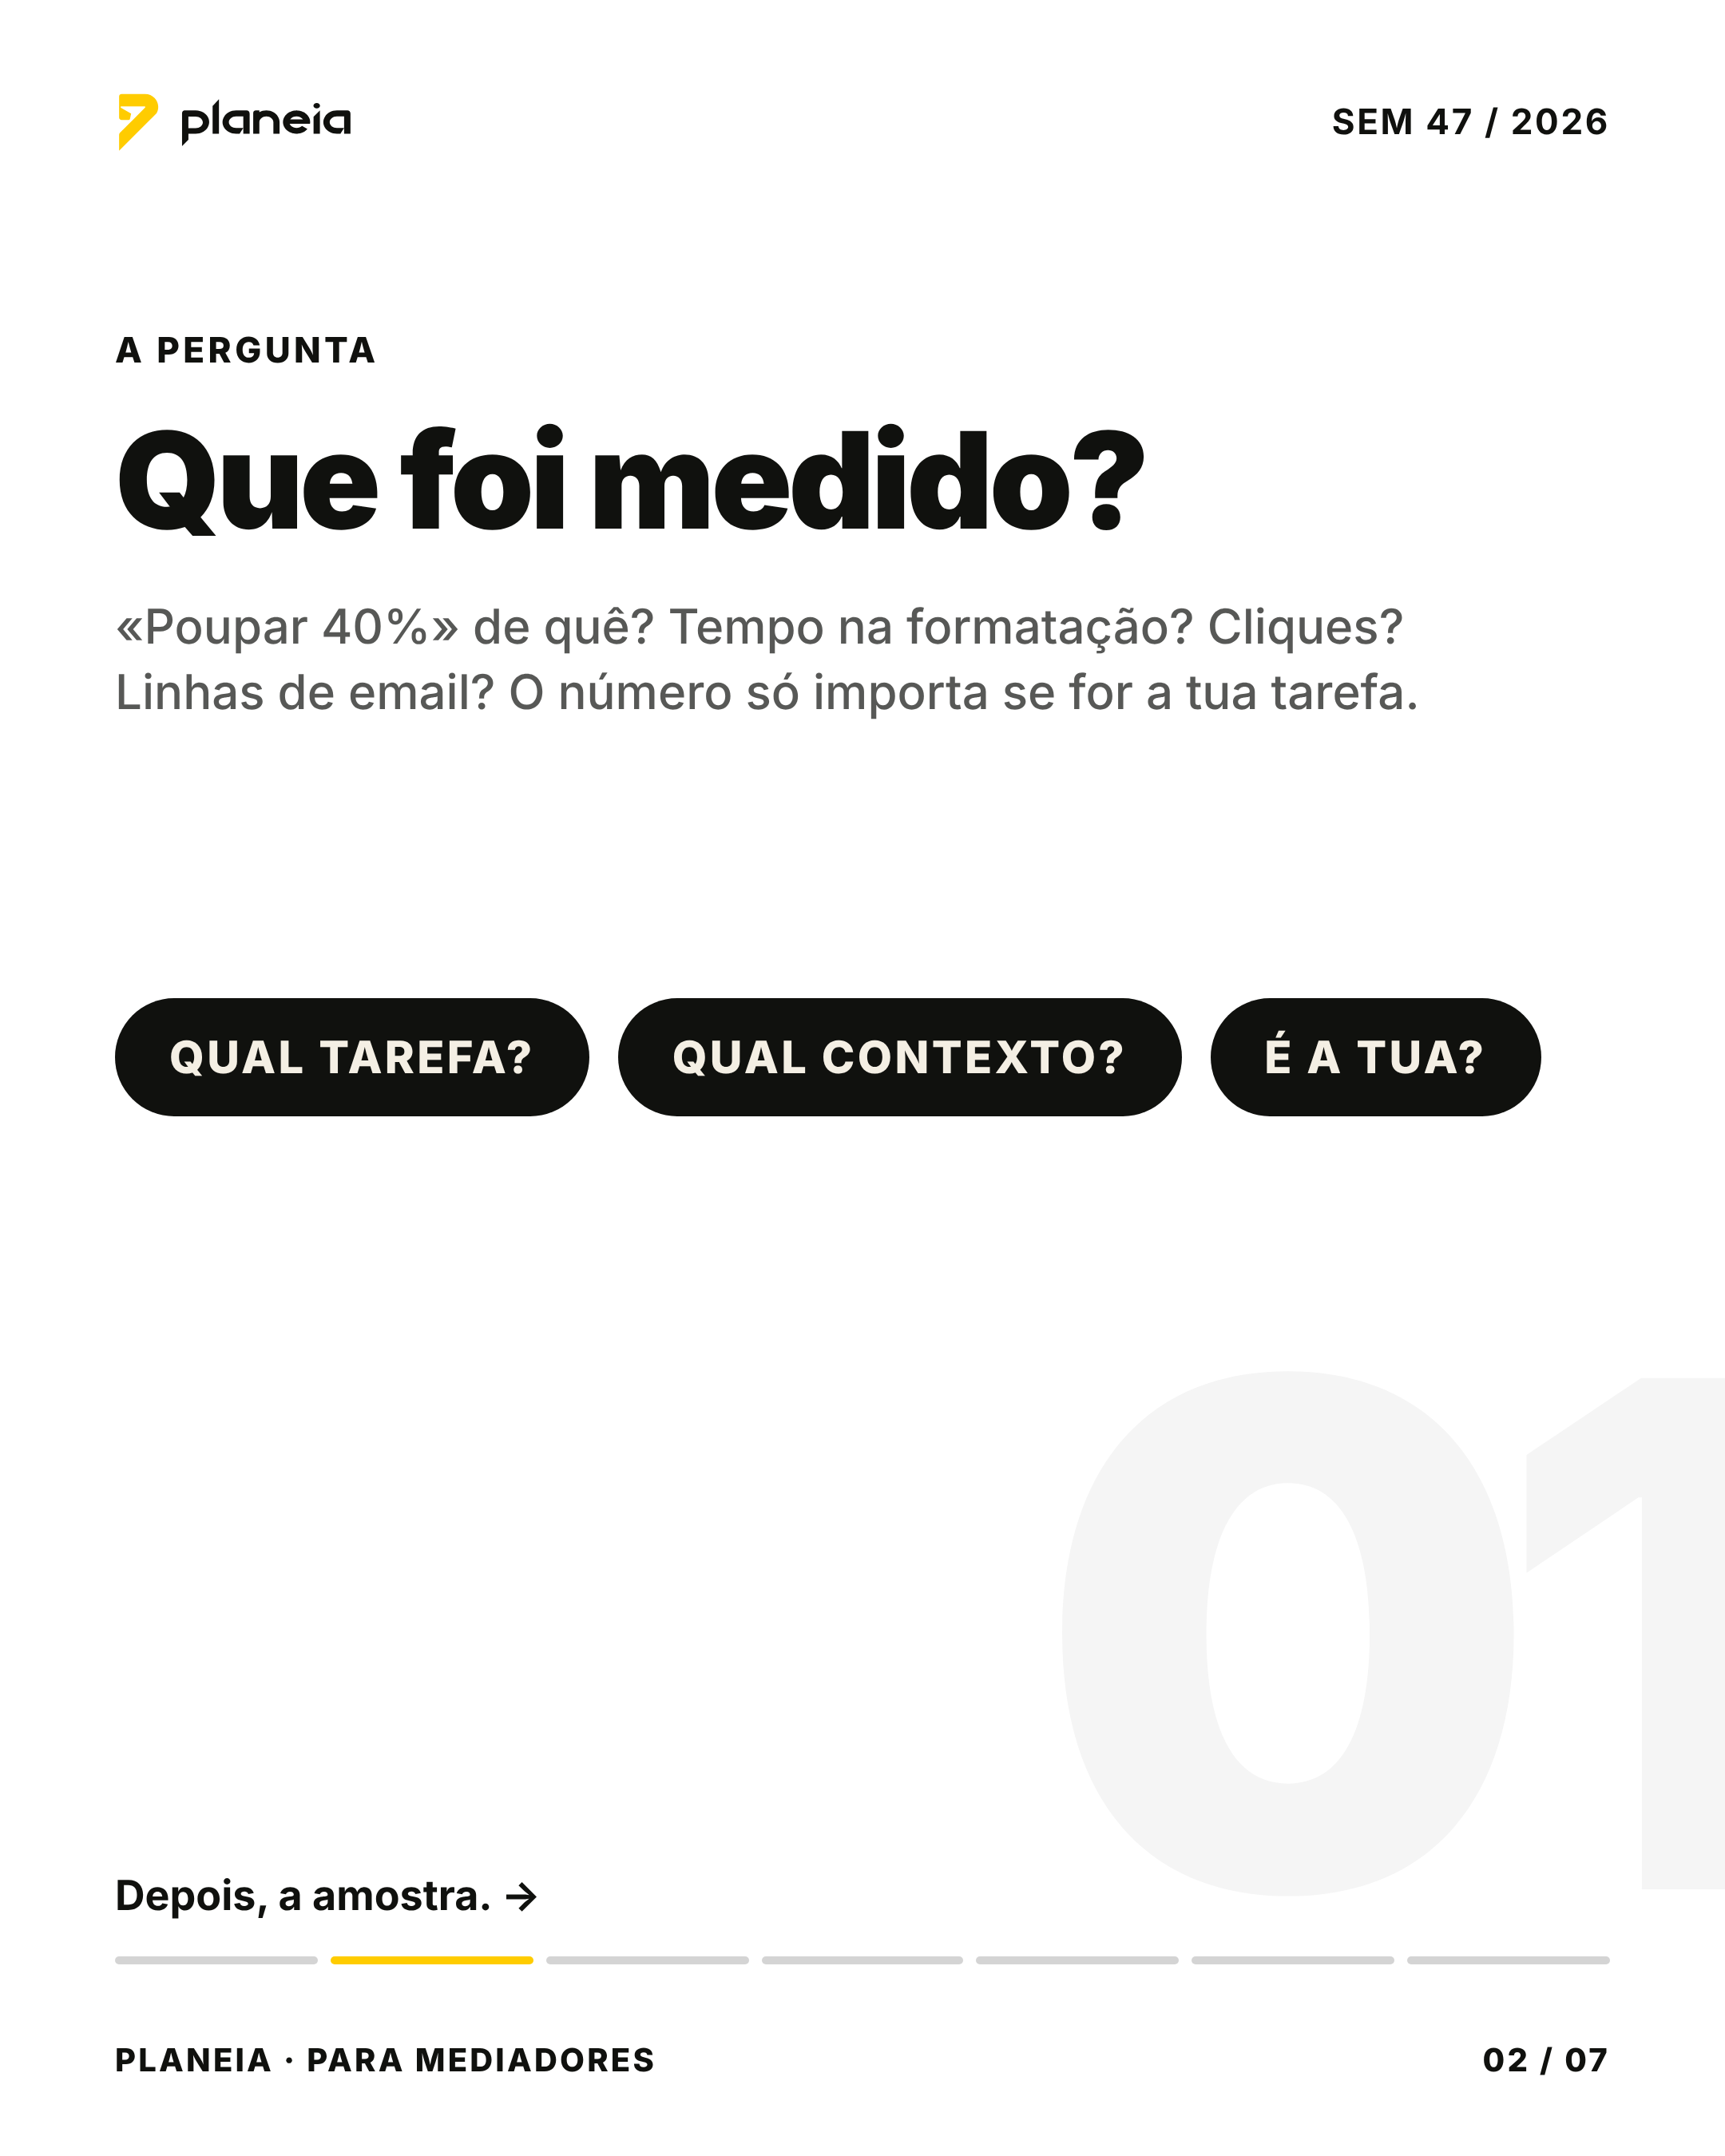 planeia
SEM 47 / 2026
A PERGUNTA
Que foi medido?
«Poupar 40%» de quê? Tempo na formatação? Cliques?
Linhas de email? O número só importa se for a tua tarefa.
QUAL TAREFA?
QUAL CONTEXTO?
É A TUA?
01
Depois, a amostra. →
PLANEIA · PARA MEDIADORES
02 / 07